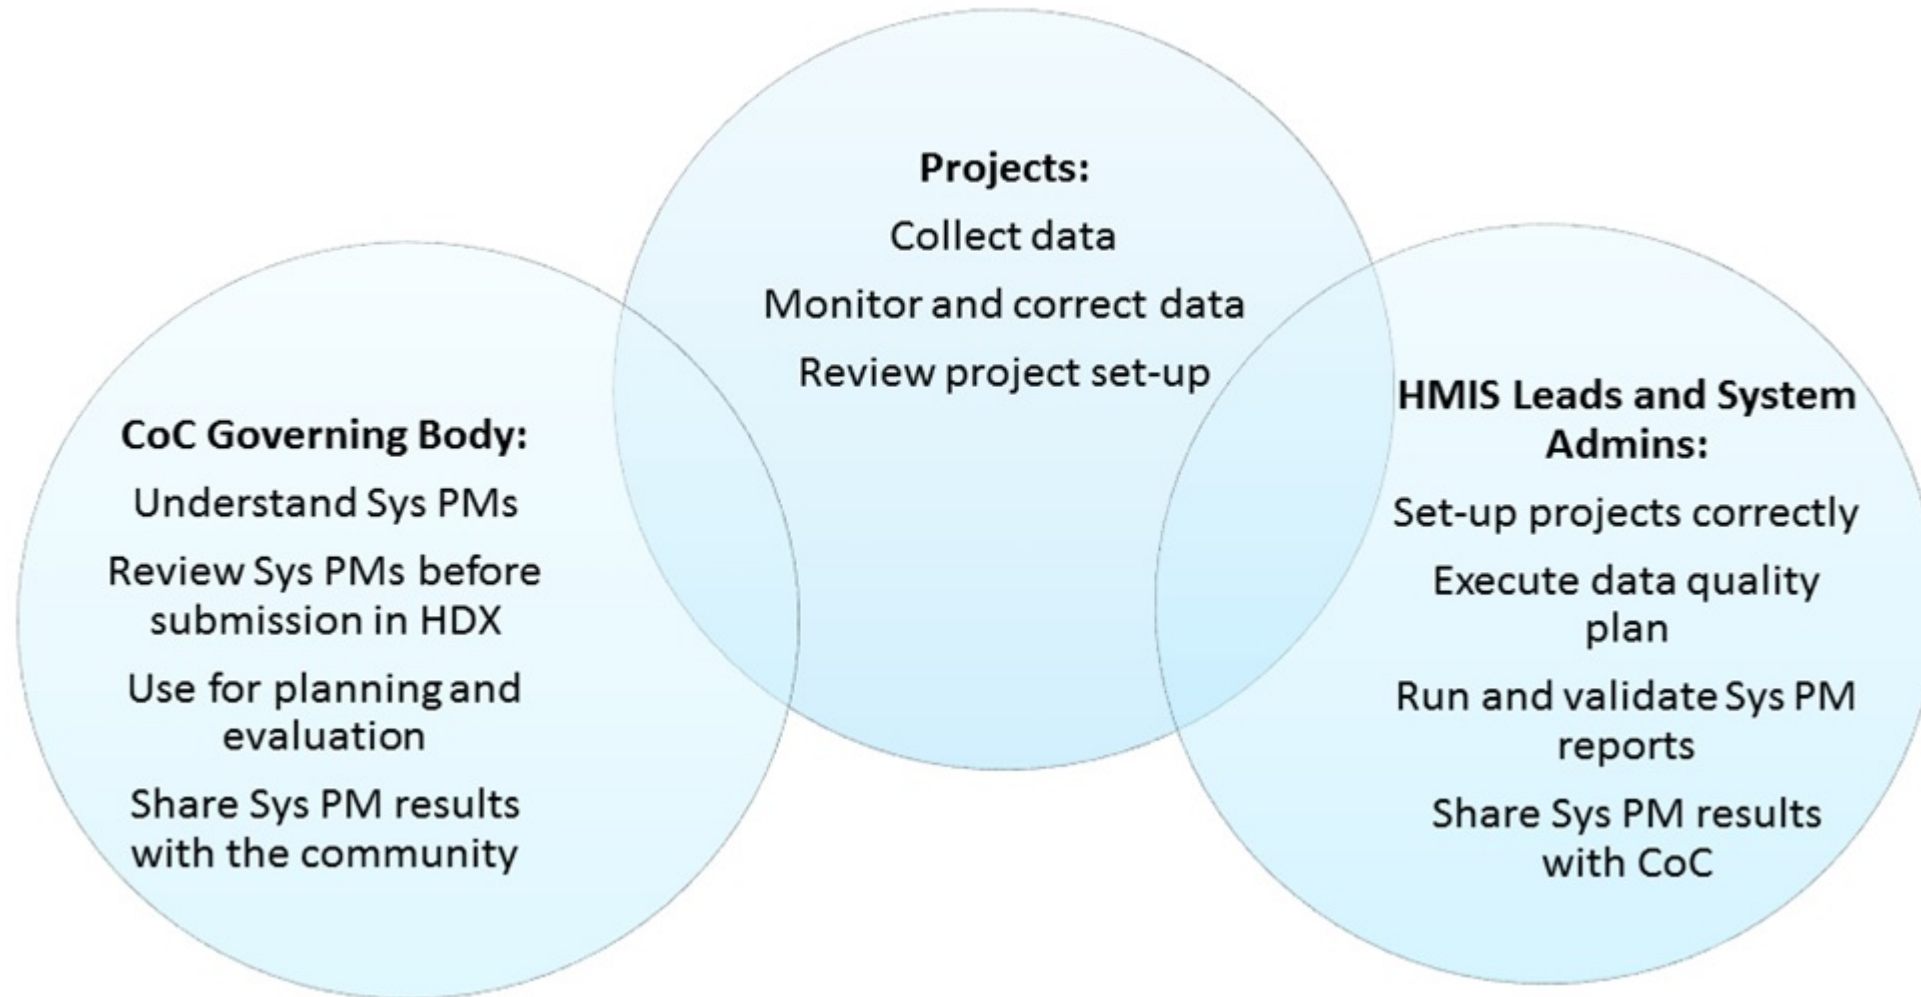 Projects:
Collect data
Monitor and correct data
Review project set-up
CoC Governing Body:
Understand Sys PMs
Review Sys PMs before
submission in HDX
Use for planning and
evaluation
Share Sys PM results
with the community
HMIS Leads and System
Admins:
Set-up projects correctly
Execute data quality
plan
Run and validate Sys PM
reports
Share Sys PM results
with CoC